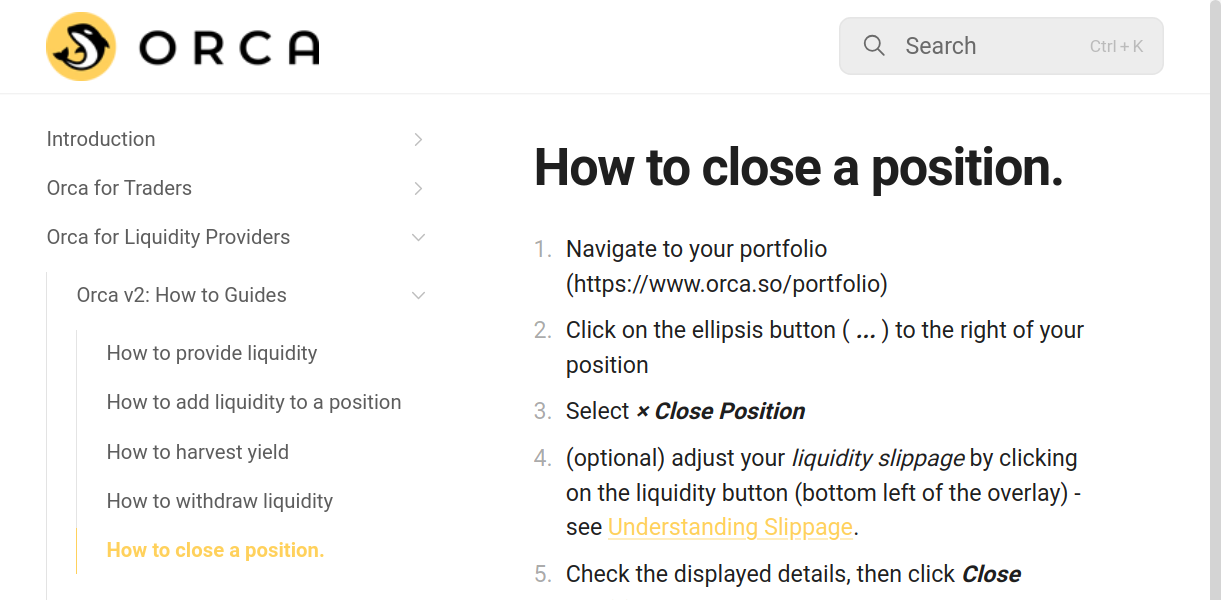 ORCA
Search
Ctrl + K
Introduction
Orca for Traders
Orca for Liquidity Providers
Orca v2: How to Guides
How to provide liquidity
How to add liquidity to a position
How to harvest yield
How to withdraw liquidity
How to close a position.
How to close a position.
1. Navigate to your portfolio
(https://www.orca.so/portfolio)
2. Click on the ellipsis button ( ... ) to the right of your
position
3. Select × Close Position
4. (optional) adjust your liquidity slippage by clicking
on the liquidity button (bottom left of the overlay) -
see Understanding Slippage.
5. Check the displayed details, then click Close